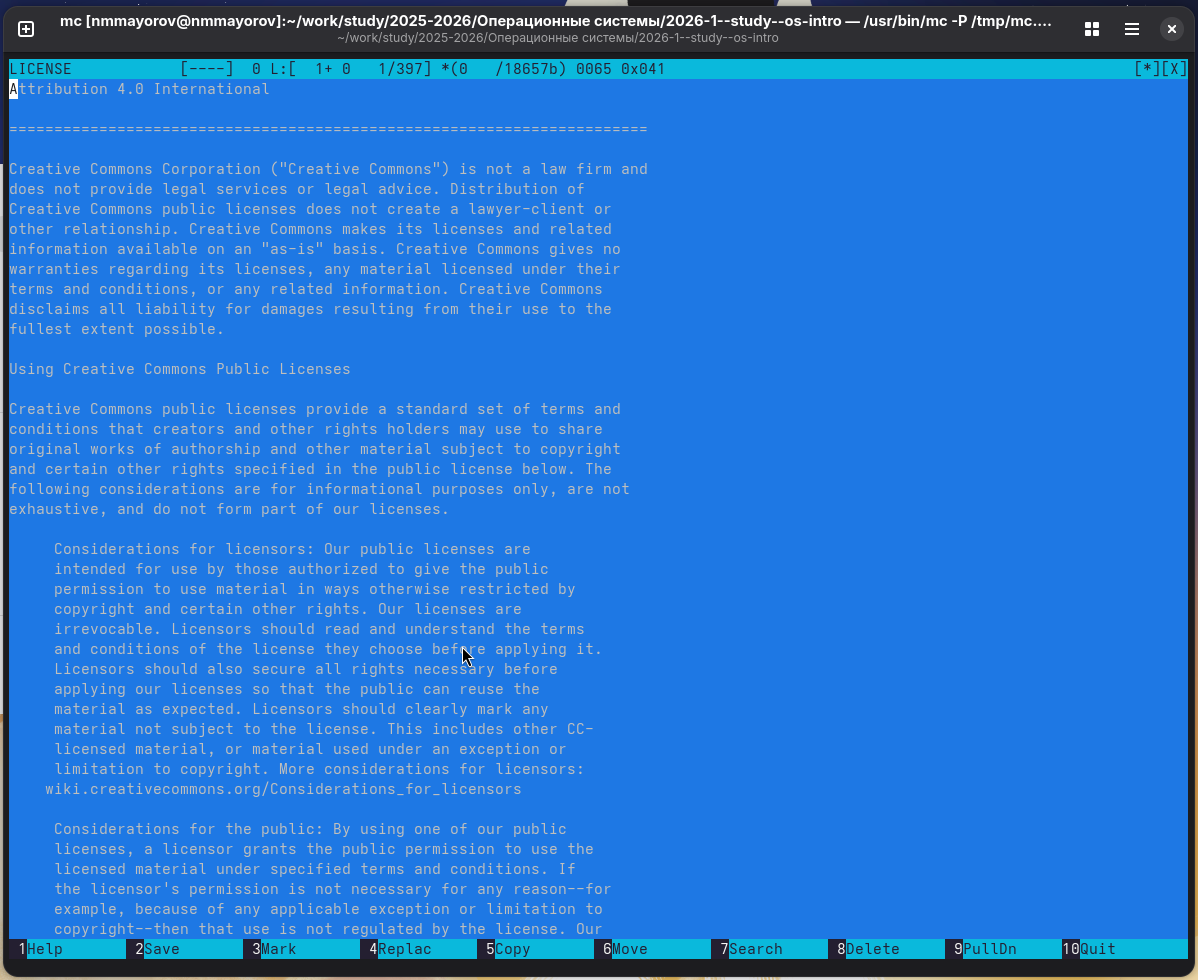 mc [nmmayorov@nmmayorov]:~/work/study/2025-2026/Операционные системы/2026-1--study--os-intro — /usr/bin/mc -P /tmp/mc....
~/work/study/2025-2026/Операционные системы/2026-1--study--os-intro
LICENSE            [----]  0 L:[  1+ 0   1/397] *(0   /18657b) 0065 0x041                                                    [*][X]
Attribution 4.0 International
=======================================================================
Creative Commons Corporation ("Creative Commons") is not a law firm and
does not provide legal services or legal advice. Distribution of
Creative Commons public licenses does not create a lawyer-client or
other relationship. Creative Commons makes its licenses and related
information available on an "as-is" basis. Creative Commons gives no
warranties regarding its licenses, any material licensed under their
terms and conditions, or any related information. Creative Commons
disclaims all liability for damages resulting from their use to the
fullest extent possible.
Using Creative Commons Public Licenses
Creative Commons public licenses provide a standard set of terms and
conditions that creators and other rights holders may use to share
original works of authorship and other material subject to copyright
and certain other rights specified in the public license below. The
following considerations are for informational purposes only, are not
exhaustive, and do not form part of our licenses.
     Considerations for licensors: Our public licenses are
     intended for use by those authorized to give the public
     permission to use material in ways otherwise restricted by
     copyright and certain other rights. Our licenses are
     irrevocable. Licensors should read and understand the terms
     and conditions of the license they choose before applying it.
     Licensors should also secure all rights necessary before
     applying our licenses so that the public can reuse the
     material as expected. Licensors should clearly mark any
     material not subject to the license. This includes other CC-
     licensed material, or material used under an exception or
     limitation to copyright. More considerations for licensors:
    wiki.creativecommons.org/Considerations_for_licensors
     Considerations for the public: By using one of our public
     licenses, a licensor grants the public permission to use the
     licensed material under specified terms and conditions. If
     the licensor's permission is not necessary for any reason--for
     example, because of any applicable exception or limitation to
     copyright--then that use is not regulated by the license. Our
1Help 2Save 3Mark 4Replac 5Copy 6Move 7Search 8Delete 9PullDn 10Quit